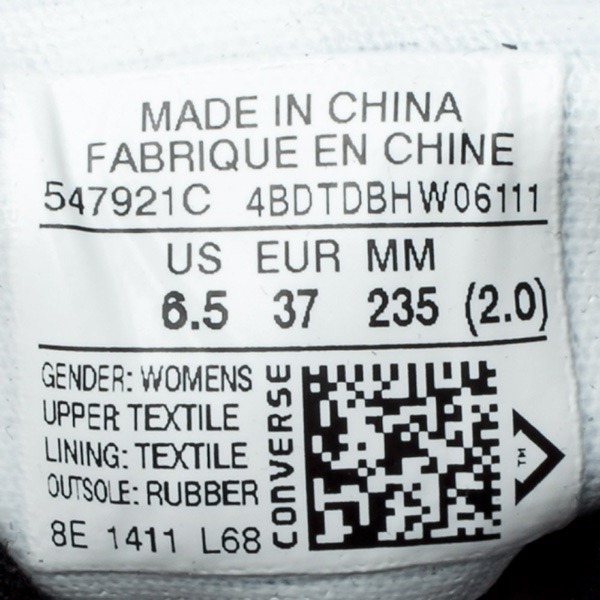 MADE IN CHINA
FABRIQUE EN CHINE
547921C 4BDTDBHW06111
US EUR MM
6.5 37 235 (2.0)
GENDER: WOMENS
UPPER TEXTILE
LINING: TEXTILE
OUTSOLE: RUBBER
8E 1411 L68
CONVERSE
TM